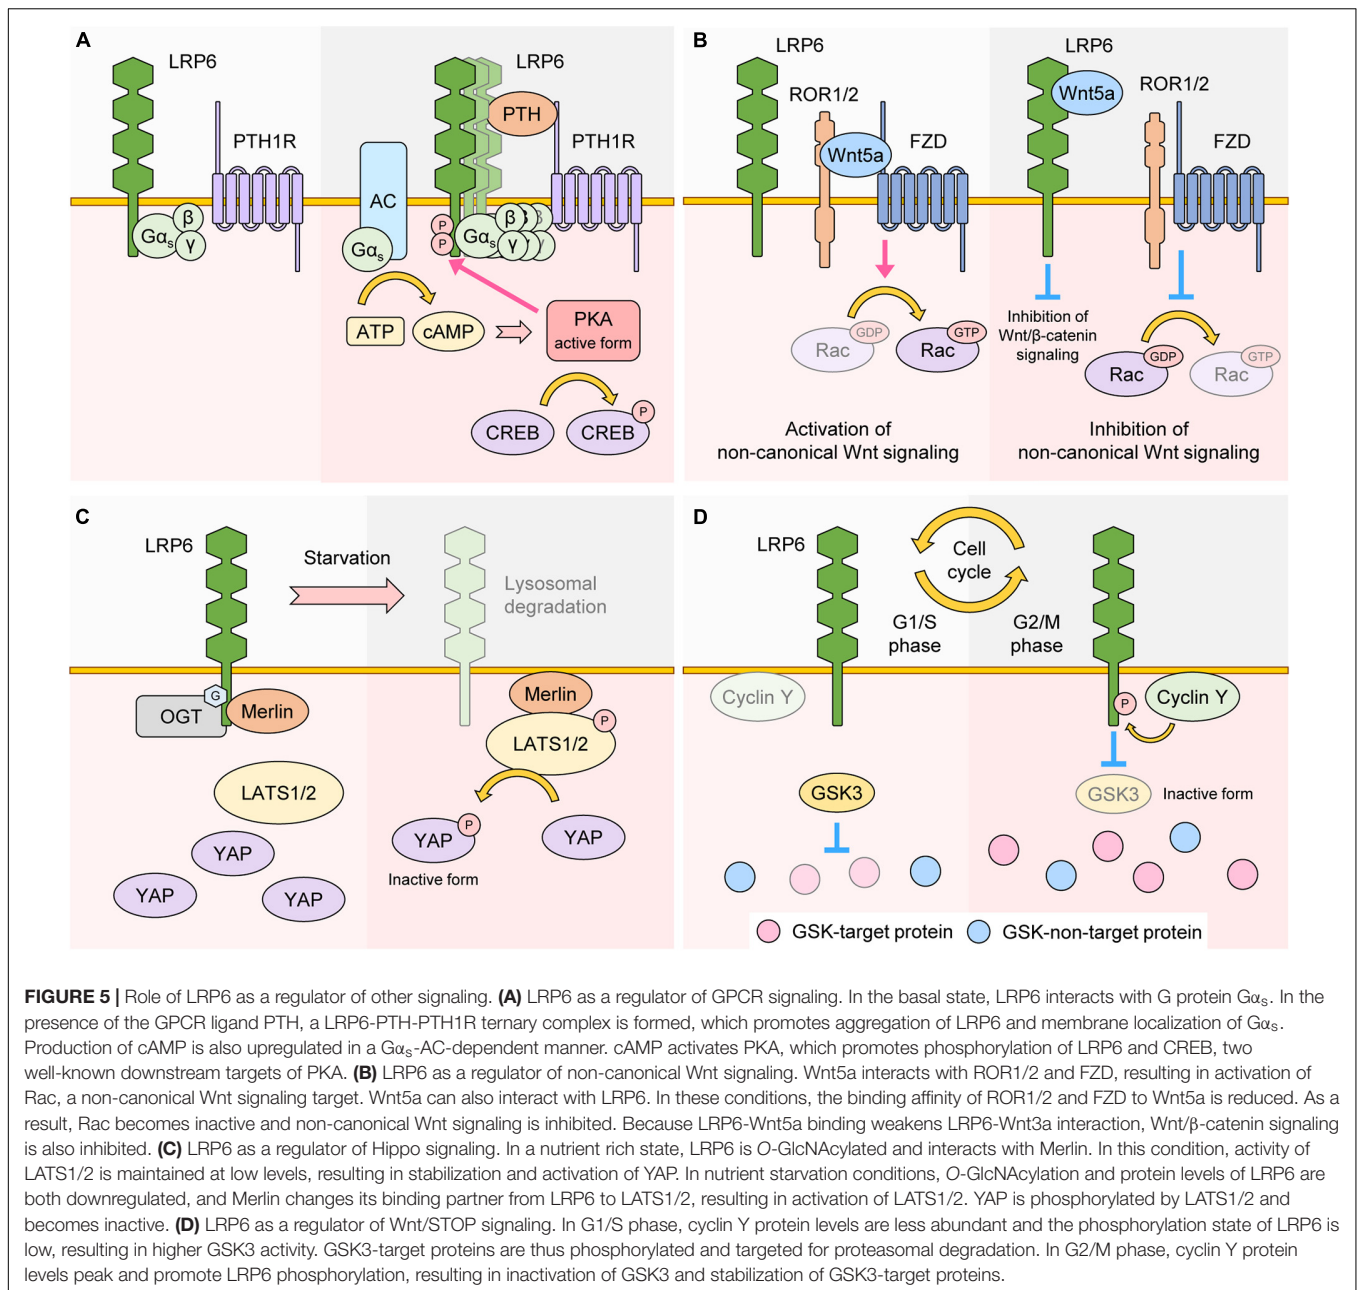 A
LRP6
PTH1R
Gαs
β
γ
LRP6
PTH
PTH1R
AC
Gαs
P
P
Gαs
β
β
γ
γ
ATP
cAMP
PKA
active form
CREB
CREB
P
B
LRP6
ROR1/2
Wnt5a
FZD
Rac
GDP
Rac
GTP
Activation of
non-canonical Wnt signaling
LRP6
Wnt5a
ROR1/2
FZD
Inhibition of
Wnt/β-catenin
signaling
Rac
GDP
Rac
GTP
Inhibition of
non-canonical Wnt signaling
C
LRP6
Starvation
Lysosomal
degradation
G
OGT
Merlin
LATS1/2
YAP
YAP
YAP
Merlin
P
LATS1/2
YAP
P
YAP
Inactive form
D
LRP6
Cell
cycle
G1/S
phase
G2/M
phase
Cyclin Y
P
Cyclin Y
GSK3
GSK3
Inactive form
GSK-target protein
GSK-non-target protein
FIGURE 5 | Role of LRP6 as a regulator of other signaling. (A) LRP6 as a regulator of GPCR signaling. In the basal state, LRP6 interacts with G protein Gαs. In the
presence of the GPCR ligand PTH, a LRP6-PTH-PTH1R ternary complex is formed, which promotes aggregation of LRP6 and membrane localization of Gαs.
Production of cAMP is also upregulated in a Gαs-AC-dependent manner. cAMP activates PKA, which promotes phosphorylation of LRP6 and CREB, two
well-known downstream targets of PKA. (B) LRP6 as a regulator of non-canonical Wnt signaling. Wnt5a interacts with ROR1/2 and FZD, resulting in activation of
Rac, a non-canonical Wnt signaling target. Wnt5a can also interact with LRP6. In these conditions, the binding affinity of ROR1/2 and FZD to Wnt5a is reduced. As a
result, Rac becomes inactive and non-canonical Wnt signaling is inhibited. Because LRP6-Wnt5a binding weakens LRP6-Wnt3a interaction, Wnt/β-catenin signaling
is also inhibited. (C) LRP6 as a regulator of Hippo signaling. In a nutrient rich state, LRP6 is O-GlcNAcylated and interacts with Merlin. In this condition, activity of
LATS1/2 is maintained at low levels, resulting in stabilization and activation of YAP. In nutrient starvation conditions, O-GlcNAcylation and protein levels of LRP6 are
both downregulated, and Merlin changes its binding partner from LRP6 to LATS1/2, resulting in activation of LATS1/2. YAP is phosphorylated by LATS1/2 and
becomes inactive. (D) LRP6 as a regulator of Wnt/STOP signaling. In G1/S phase, cyclin Y protein levels are less abundant and the phosphorylation state of LRP6 is
low, resulting in higher GSK3 activity. GSK3-target proteins are thus phosphorylated and targeted for proteasomal degradation. In G2/M phase, cyclin Y protein
levels peak and promote LRP6 phosphorylation, resulting in inactivation of GSK3 and stabilization of GSK3-target proteins.